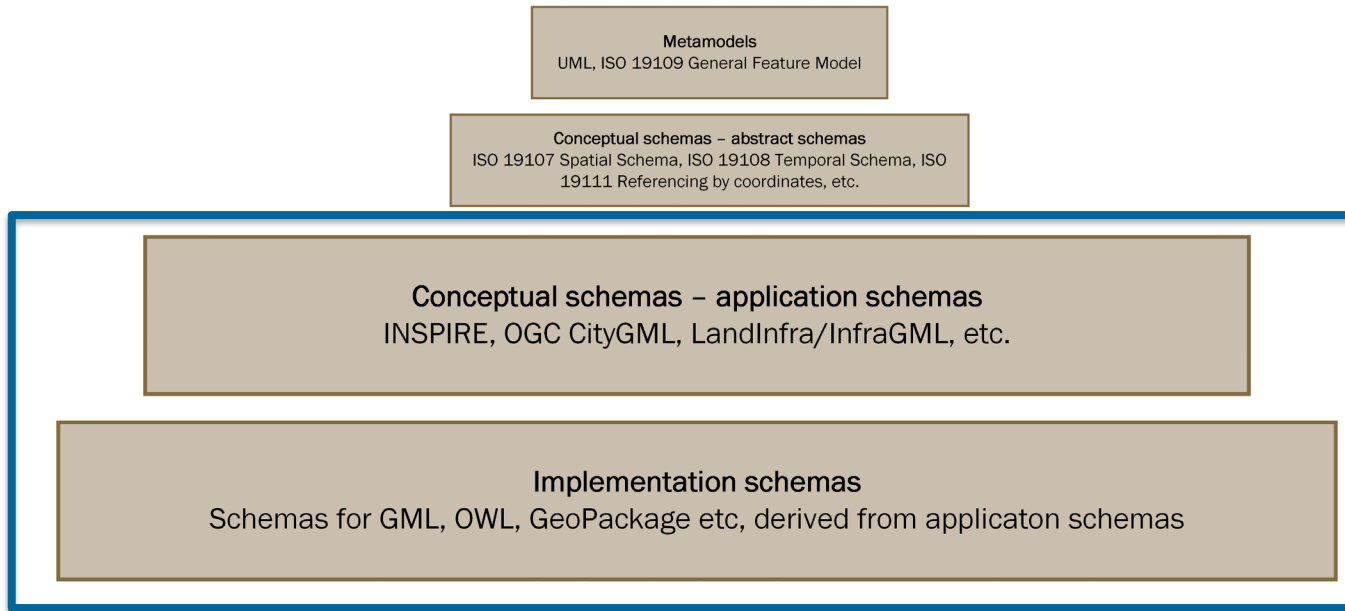 Metamodels
UML, ISO 19109 General Feature Model
Conceptual schemas – abstract schemas
ISO 19107 Spatial Schema, ISO 19108 Temporal Schema, ISO
19111 Referencing by coordinates, etc.
Conceptual schemas – application schemas
INSPIRE, OGC CityGML, LandInfra/InfraGML, etc.
Implementation schemas
Schemas for GML, OWL, GeoPackage etc, derived from applicaton schemas